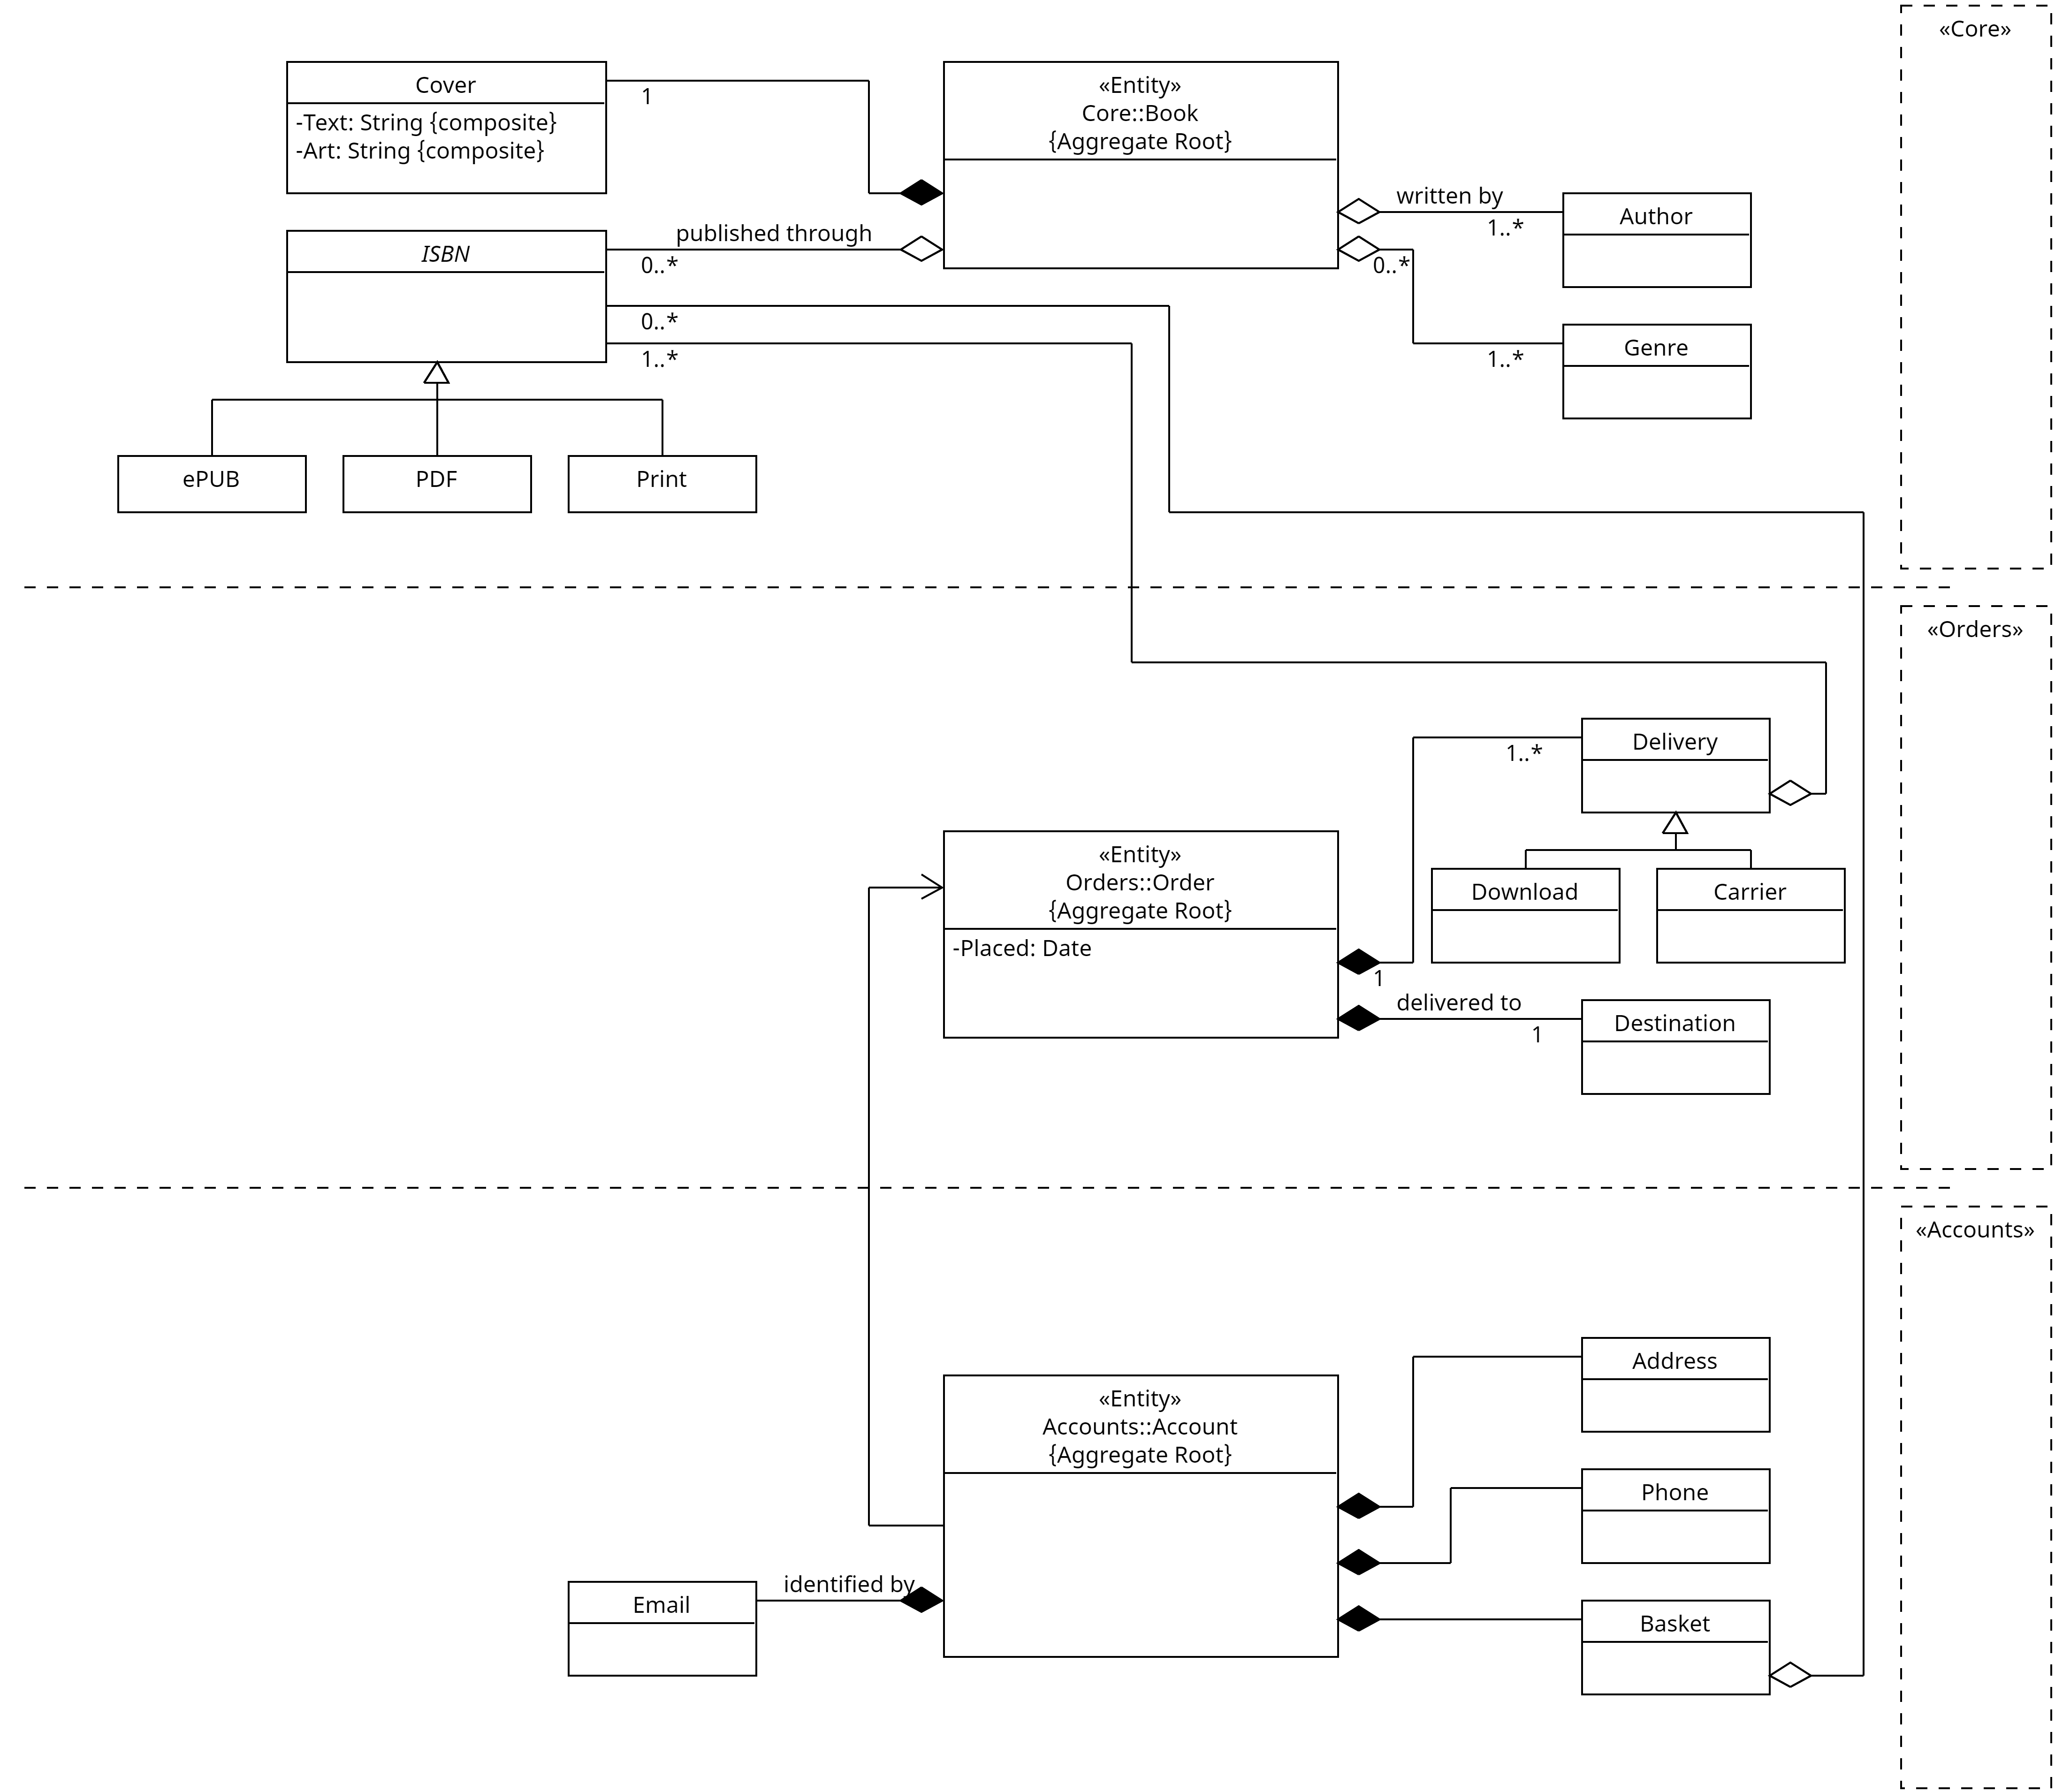 «Core»
Cover
-Text: String {composite}
-Art: String {composite}
1
«Entity»
Core::Book
{Aggregate Root}
written by
1..*
Author
published through
0..*
ISBN
0..*
0..*
1..*
1..*
Genre
ePUB
PDF
Print
«Orders»
Delivery
1..*
«Entity»
Orders::Order
{Aggregate Root}
-Placed: Date
Download
Carrier
1
delivered to
1
Destination
«Accounts»
Address
«Entity»
Accounts::Account
{Aggregate Root}
Phone
identified by
Email
Basket